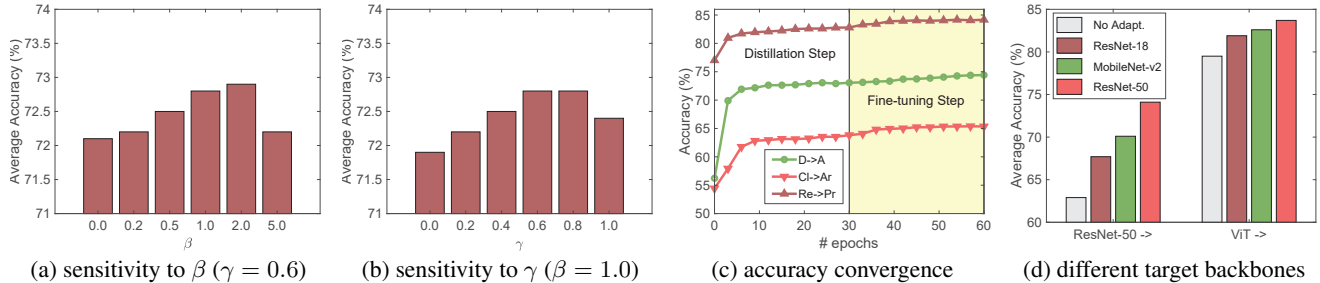 74
73.5
73
72.5
72
71.5
71
Average Accuracy (%)
0.0 0.2 0.5 1.0 2.0 5.0
β
(a) sensitivity to β (γ = 0.6)
74
73.5
73
72.5
72
71.5
71
Average Accuracy (%)
0.0 0.2 0.4 0.6 0.8 1.0
γ
(b) sensitivity to γ (β = 1.0)
85
80
75
70
65
60
55
50
Accuracy (%)
Distillation Step
Fine-tuning Step
D->A
Cl->Ar
Re->Pr
0 10 20 30 40 50 60
# epochs
(c) accuracy convergence
85
80
75
70
65
60
Average Accuracy (%)
No Adapt.
ResNet-18
MobileNet-v2
ResNet-50
ResNet-50 -> ViT ->
(d) different target backbones